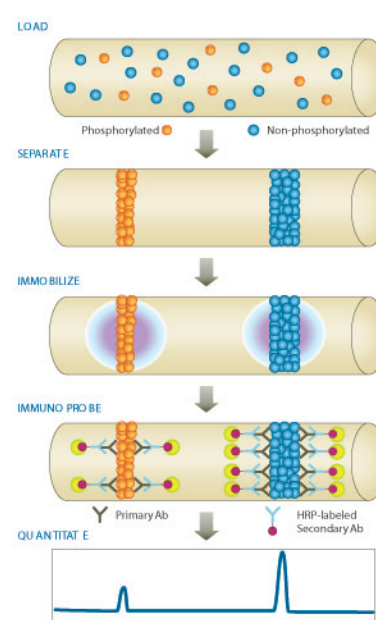 LOAD
Phosphorylated
Non-phosphorylated
SEPARATE
IMMOBILIZE
IMMUNO PROBE
Primary Ab
HRP-labeled
Secondary Ab
QUANTITATE